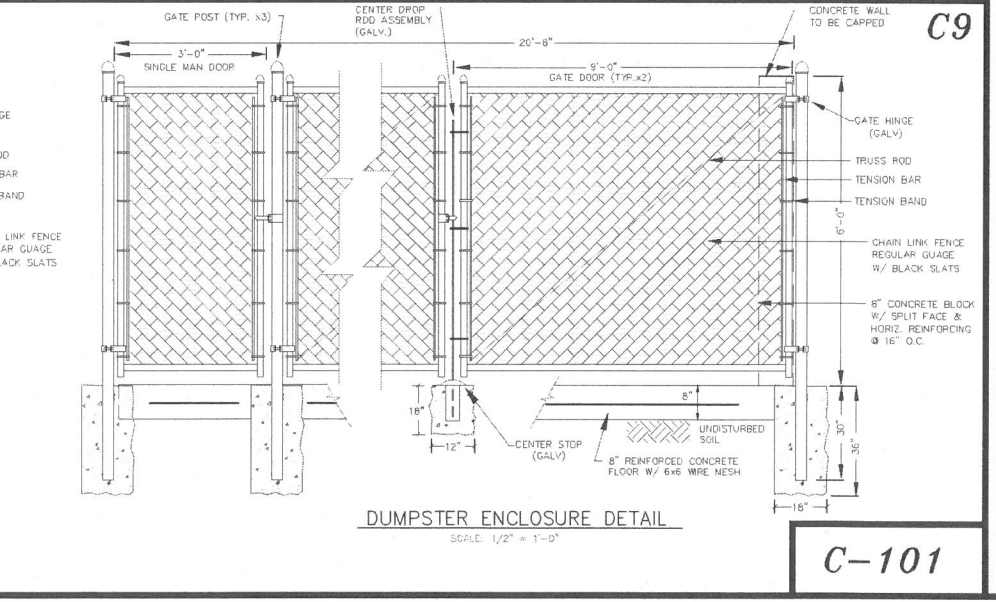 GATE POST (TYP. x3)
CENTER DROP
ROD ASSEMBLY
(GALV.)
CONCRETE WALL
TO BE CAPPED
C9
20'-6"
3'-0"
SINGLE MAN DOOR
9'-0"
GATE DOOR (TYP.x2)
GATE HINGE
(GALV)
TRUSS ROD
TENSION BAR
TENSION BAND
6'-0"
CHAIN LINK FENCE
REGULAR GUAGE
W/ BLACK SLATS
8" CONCRETE BLOCK
W/ SPLIT FACE &
HORIZ. REINFORCING
@ 16" O.C.
GE
OD
BAR
BAND
LINK FENCE
AR GUAGE
ACK SLATS
18"
12"
CENTER STOP
(GALV)
8"
UNDISTURBED
SOIL
8" REINFORCED CONCRETE
FLOOR W/ 6x6 WIRE MESH
30"
36"
18"
DUMPSTER ENCLOSURE DETAIL
SCALE: 1/2" = 1'-0"
C-101